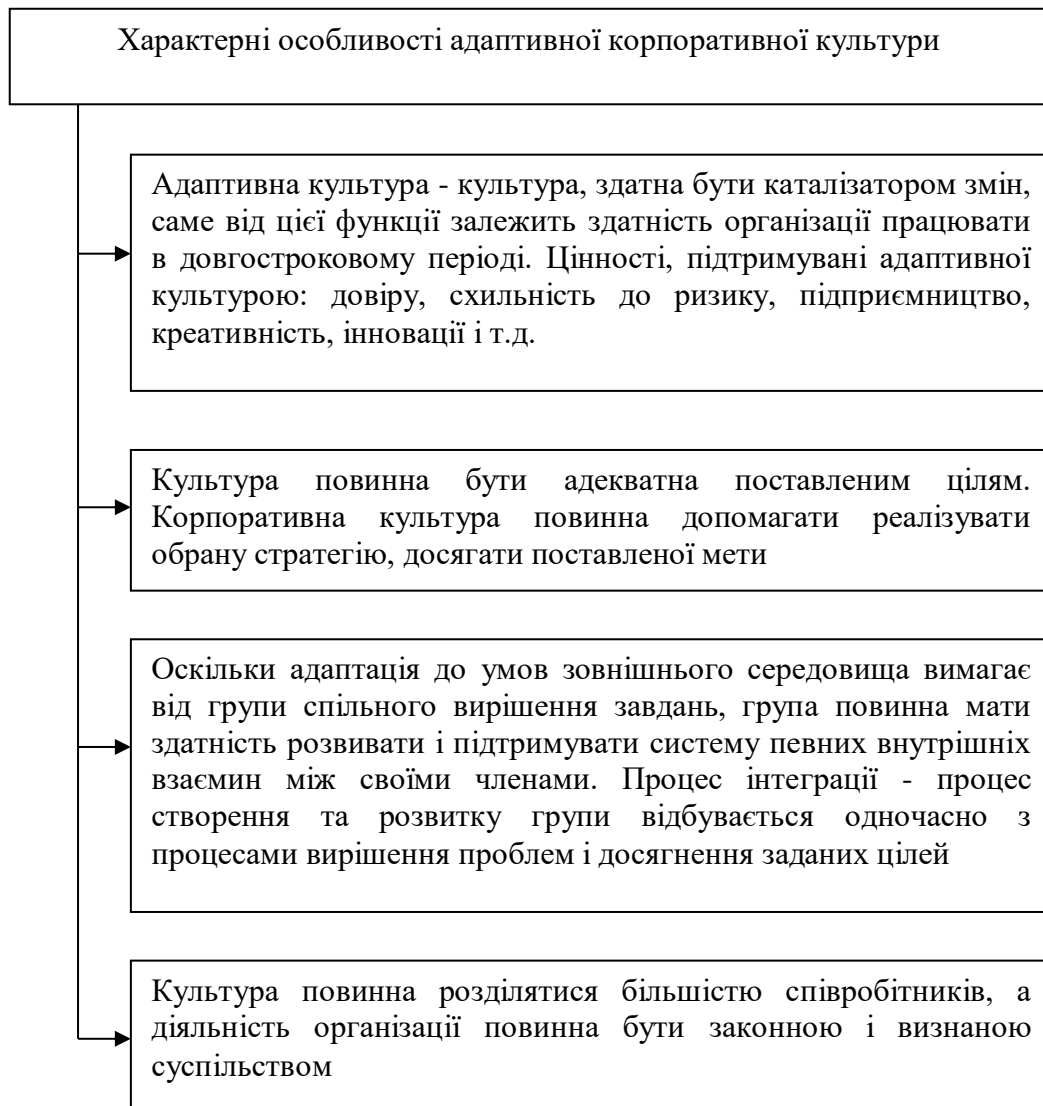 Характерні особливості адаптивної корпоративної культури
Адаптивна культура - культура, здатна бути каталізатором змін,
саме від цієї функції залежить здатність організації працювати
в довгостроковому періоді. Цінності, підтримувані адаптивної
культурою: довіру, схильність до ризику, підприємництво,
креативність, інновації і т.д.
Культура повинна бути адекватна поставленим цілям.
Корпоративна культура повинна допомагати реалізувати
обрану стратегію, досягати поставленої мети
Оскільки адаптація до умов зовнішнього середовища вимагає
від групи спільного вирішення завдань, група повинна мати
здатність розвивати і підтримувати систему певних внутрішніх
взаємин між своїми членами. Процес інтеграції - процес
створення та розвитку групи відбувається одночасно з
процесами вирішення проблем і досягнення заданих цілей
Культура повинна розділятися більшістю співробітників, а
діяльність організації повинна бути законною і визнаною
суспільством